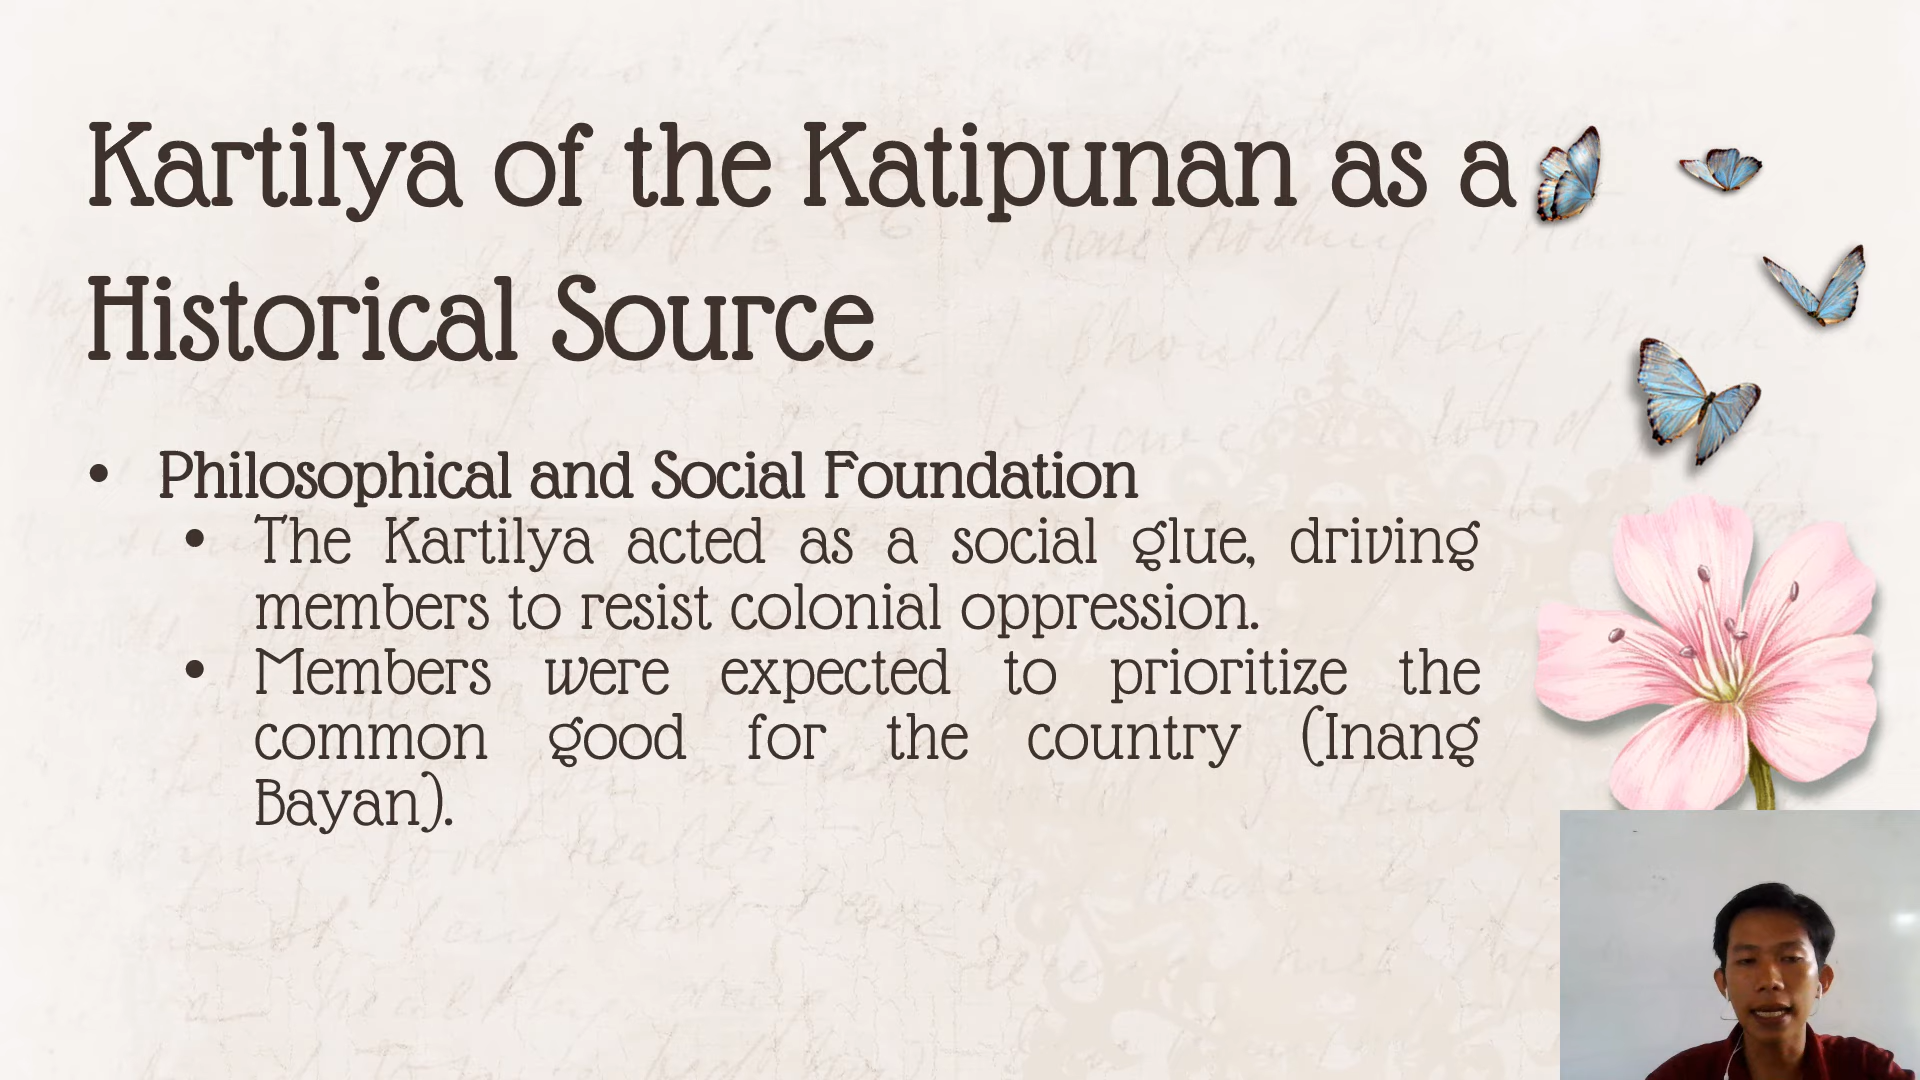 Kartilya of the Katipunan as a
Historical Source
• Philosophical and Social Foundation
• The Kartilya acted as a social glue, driving
members to resist colonial oppression.
• Members were expected to prioritize the
common good for the country (Inang
Bayan).